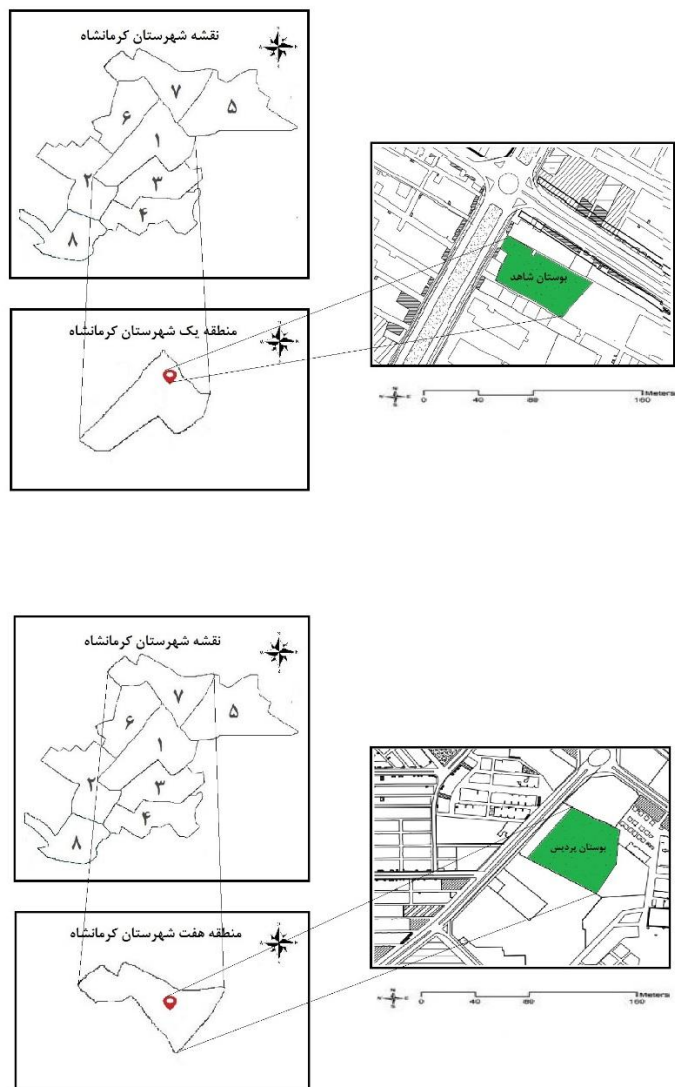 نقشه شهرستان کرمانشاه
۷
۵
۶
۱
۲
۳
۴
۸
منطقه یک شهرستان کرمانشاه
بوستان شاهد
0 40 80 160 Meters
نقشه شهرستان کرمانشاه
۷
۵
۶
۱
۲
۳
۴
۸
منطقه هفت شهرستان کرمانشاه
بوستان پردیس
0 40 80 160 Meters